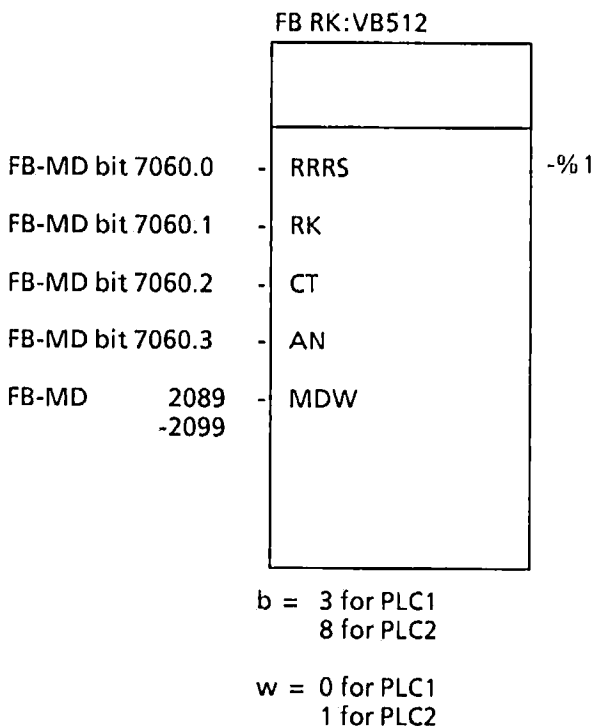 FB RK:VB512
FB-MD bit 7060.0 - RRRS -% 1
FB-MD bit 7060.1 - RK
FB-MD bit 7060.2 - CT
FB-MD bit 7060.3 - AN
FB-MD 2089 - MDW
-2099
b = 3 for PLC1
8 for PLC2
w = 0 for PLC1
1 for PLC2